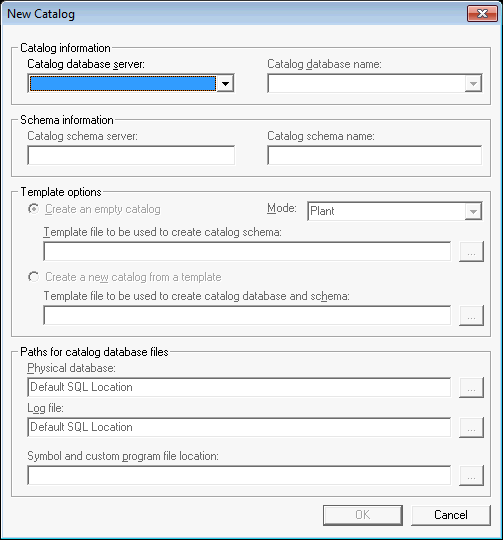 New Catalog
Catalog information
Catalog database server: Catalog database name:
Schema information
Catalog schema server: Catalog schema name:
Template options
Create an empty catalog Mode: Plant
Template file to be used to create catalog schema:
...
Create a new catalog from a template
Template file to be used to create catalog database and schema:
...
Paths for catalog database files
Physical database:
Default SQL Location ...
Log file:
Default SQL Location ...
Symbol and custom program file location:
...
OK Cancel